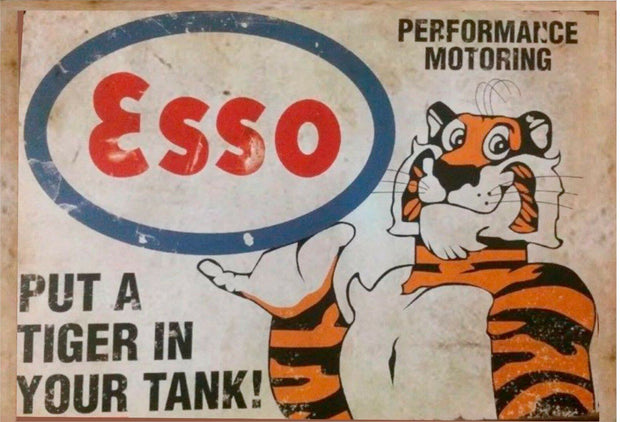 PERFORMANCE
MOTORING
Esso
PUT A
TIGER IN
YOUR TANK!